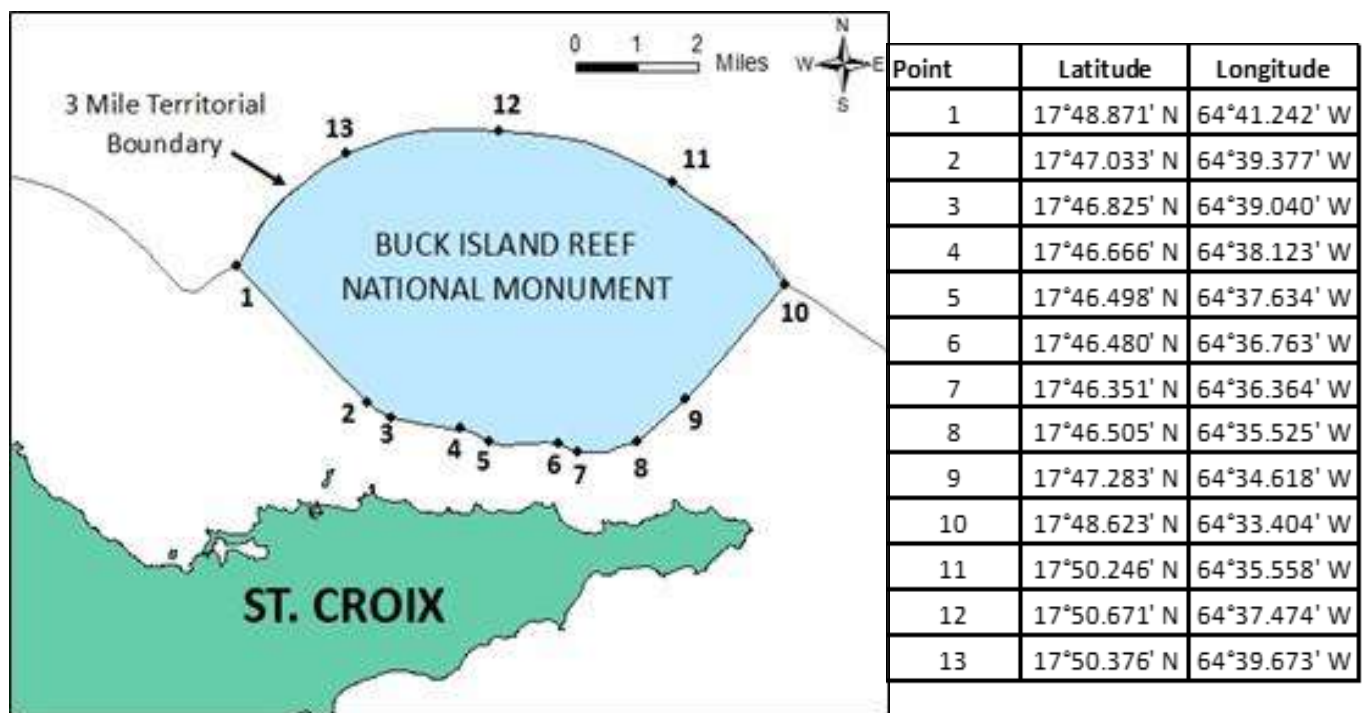 0 1 2
Miles
N
W E
S
3 Mile Territorial
Boundary
13
12
11
BUCK ISLAND REEF
NATIONAL MONUMENT
1
10
2
3
4
5
6
7
8
9
ST. CROIX
Point Latitude Longitude
1 17°48.871' N 64°41.242' W
2 17°47.033' N 64°39.377' W
3 17°46.825' N 64°39.040' W
4 17°46.666' N 64°38.123' W
5 17°46.498' N 64°37.634' W
6 17°46.480' N 64°36.763' W
7 17°46.351' N 64°36.364' W
8 17°46.505' N 64°35.525' W
9 17°47.283' N 64°34.618' W
10 17°48.623' N 64°33.404' W
11 17°50.246' N 64°35.558' W
12 17°50.671' N 64°37.474' W
13 17°50.376' N 64°39.673' W